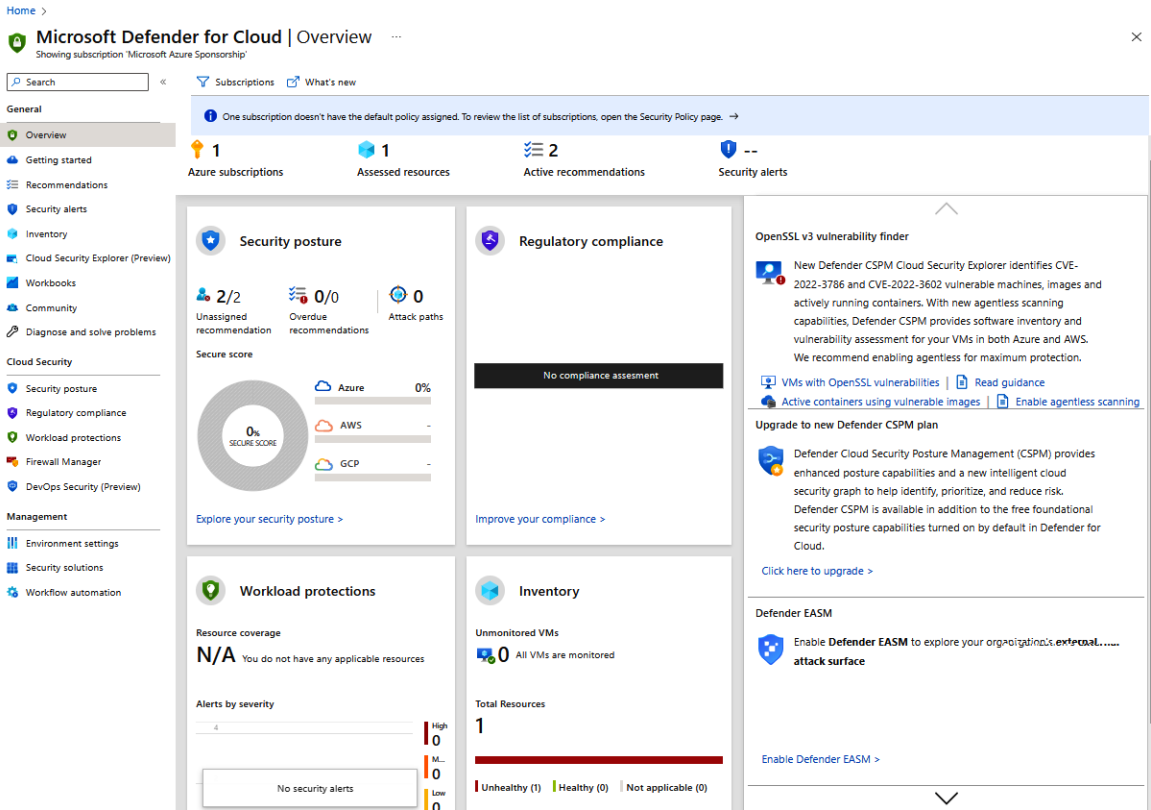 Home >
Microsoft Defender for Cloud | Overview ...
Showing subscription 'Microsoft Azure Sponsorship'
Search
«
Subscriptions
What's new
General
Overview
Getting started
Recommendations
Security alerts
Inventory
Cloud Security Explorer (Preview)
Workbooks
Community
Diagnose and solve problems
Cloud Security
Security posture
Regulatory compliance
Workload protections
Firewall Manager
DevOps Security (Preview)
Management
Environment settings
Security solutions
Workflow automation
One subscription doesn't have the default policy assigned. To review the list of subscriptions, open the Security Policy page. →
1
Azure subscriptions
1
Assessed resources
2
Active recommendations
--
Security alerts
Security posture
2/2
Unassigned
recommendation
0/0
Overdue
recommendations
0
Attack paths
Secure score
0%
SECURE SCORE
Azure 0%
AWS -
GCP -
Explore your security posture >
Regulatory compliance
No compliance assesment
Improve your compliance >
Workload protections
Resource coverage
N/A You do not have any applicable resources
Alerts by severity
4
No security alerts
High
0
M...
0
Low
0
Inventory
Unmonitored VMs
0 All VMs are monitored
Total Resources
1
Unhealthy (1) Healthy (0) Not applicable (0)
OpenSSL v3 vulnerability finder
New Defender CSPM Cloud Security Explorer identifies CVE-
2022-3786 and CVE-2022-3602 vulnerable machines, images and
actively running containers. With new agentless scanning
capabilities, Defender CSPM provides software inventory and
vulnerability assessment for your VMs in both Azure and AWS.
We recommend enabling agentless for maximum protection.
VMs with OpenSSL vulnerabilities | Read guidance
Active containers using vulnerable images | Enable agentless scanning
Upgrade to new Defender CSPM plan
Defender Cloud Security Posture Management (CSPM) provides
enhanced posture capabilities and a new intelligent cloud
security graph to help identify, prioritize, and reduce risk.
Defender CSPM is available in addition to the free foundational
security posture capabilities turned on by default in Defender for
Cloud.
Click here to upgrade >
Defender EASM
Enable Defender EASM to explore your organization's external
attack surface
Enable Defender EASM >